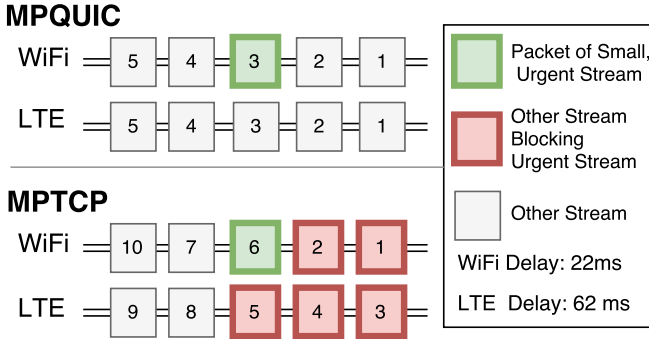 MPQUIC
WiFi 5 4 3 2 1
LTE 5 4 3 2 1
MPTCP
WiFi 10 7 6 2 1
LTE 9 8 5 4 3
Packet of Small,
Urgent Stream
Other Stream
Blocking
Urgent Stream
Other Stream
WiFi Delay: 22ms
LTE Delay: 62 ms